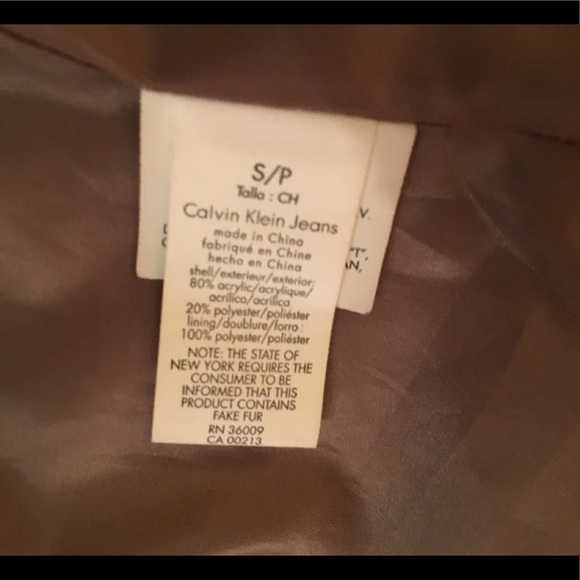 S/P
Talla : CH
Calvin Klein Jeans
made in China
fabriqué en Chine
hecho en China
shell/exterieur/exterior:
80% acrylic/acrylique/
acrílico/acrílica
20% polyester/poliéster
lining/doublure/forro :
100% polyester/poliéster
NOTE: THE STATE OF
NEW YORK REQUIRES THE
CONSUMER TO BE
INFORMED THAT THIS
PRODUCT CONTAINS
FAKE FUR
RN 36009
CA 00213